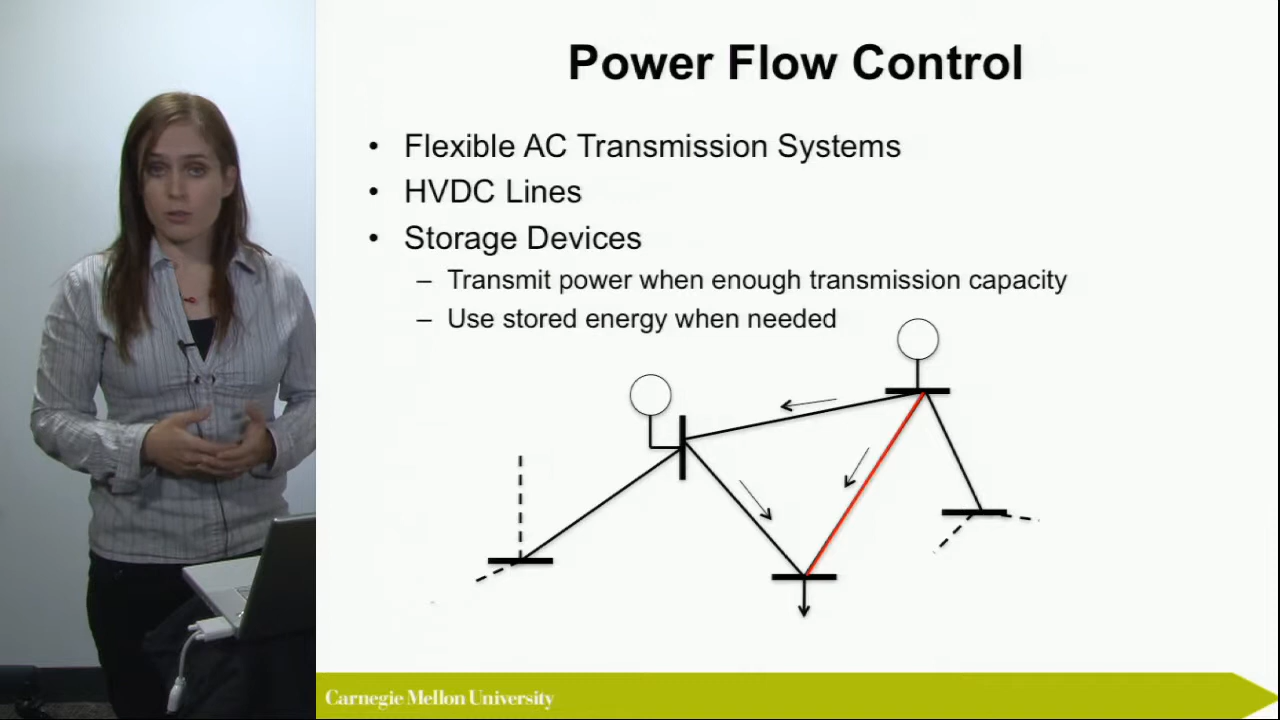 Power Flow Control
• Flexible AC Transmission Systems
• HVDC Lines
• Storage Devices
– Transmit power when enough transmission capacity
– Use stored energy when needed
Carnegie Mellon University